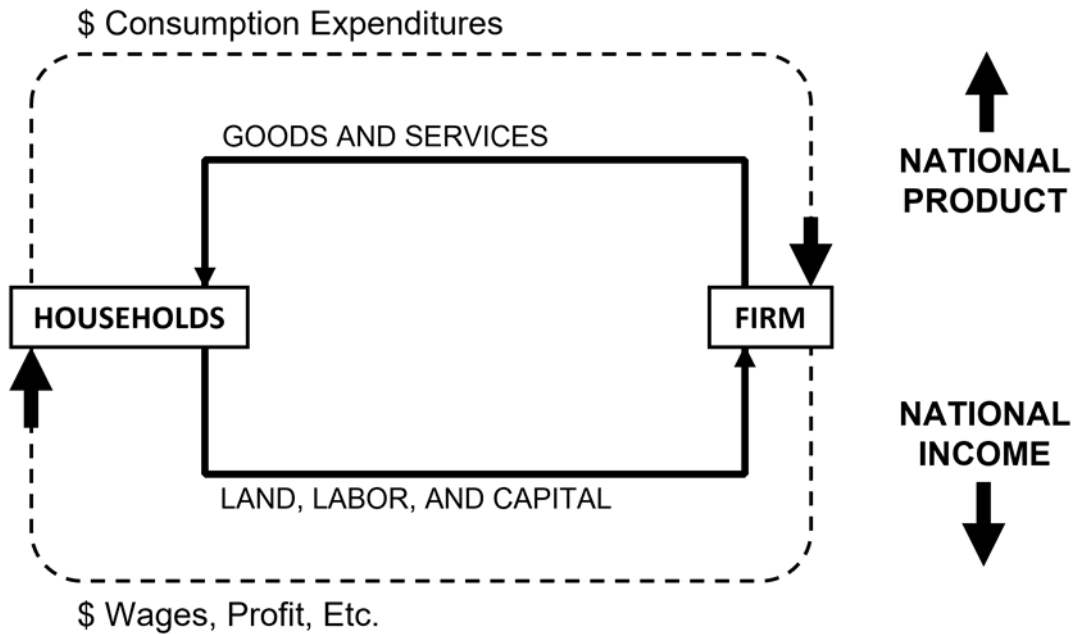 $ Consumption Expenditures
GOODS AND SERVICES
NATIONAL
PRODUCT
HOUSEHOLDS
FIRM
NATIONAL
INCOME
LAND, LABOR, AND CAPITAL
$ Wages, Profit, Etc.